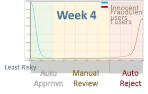 Week 4
Innocent
Fraudulent
users
users
Least Risky
Auto
Approve
Manual
Review
Auto
Reject